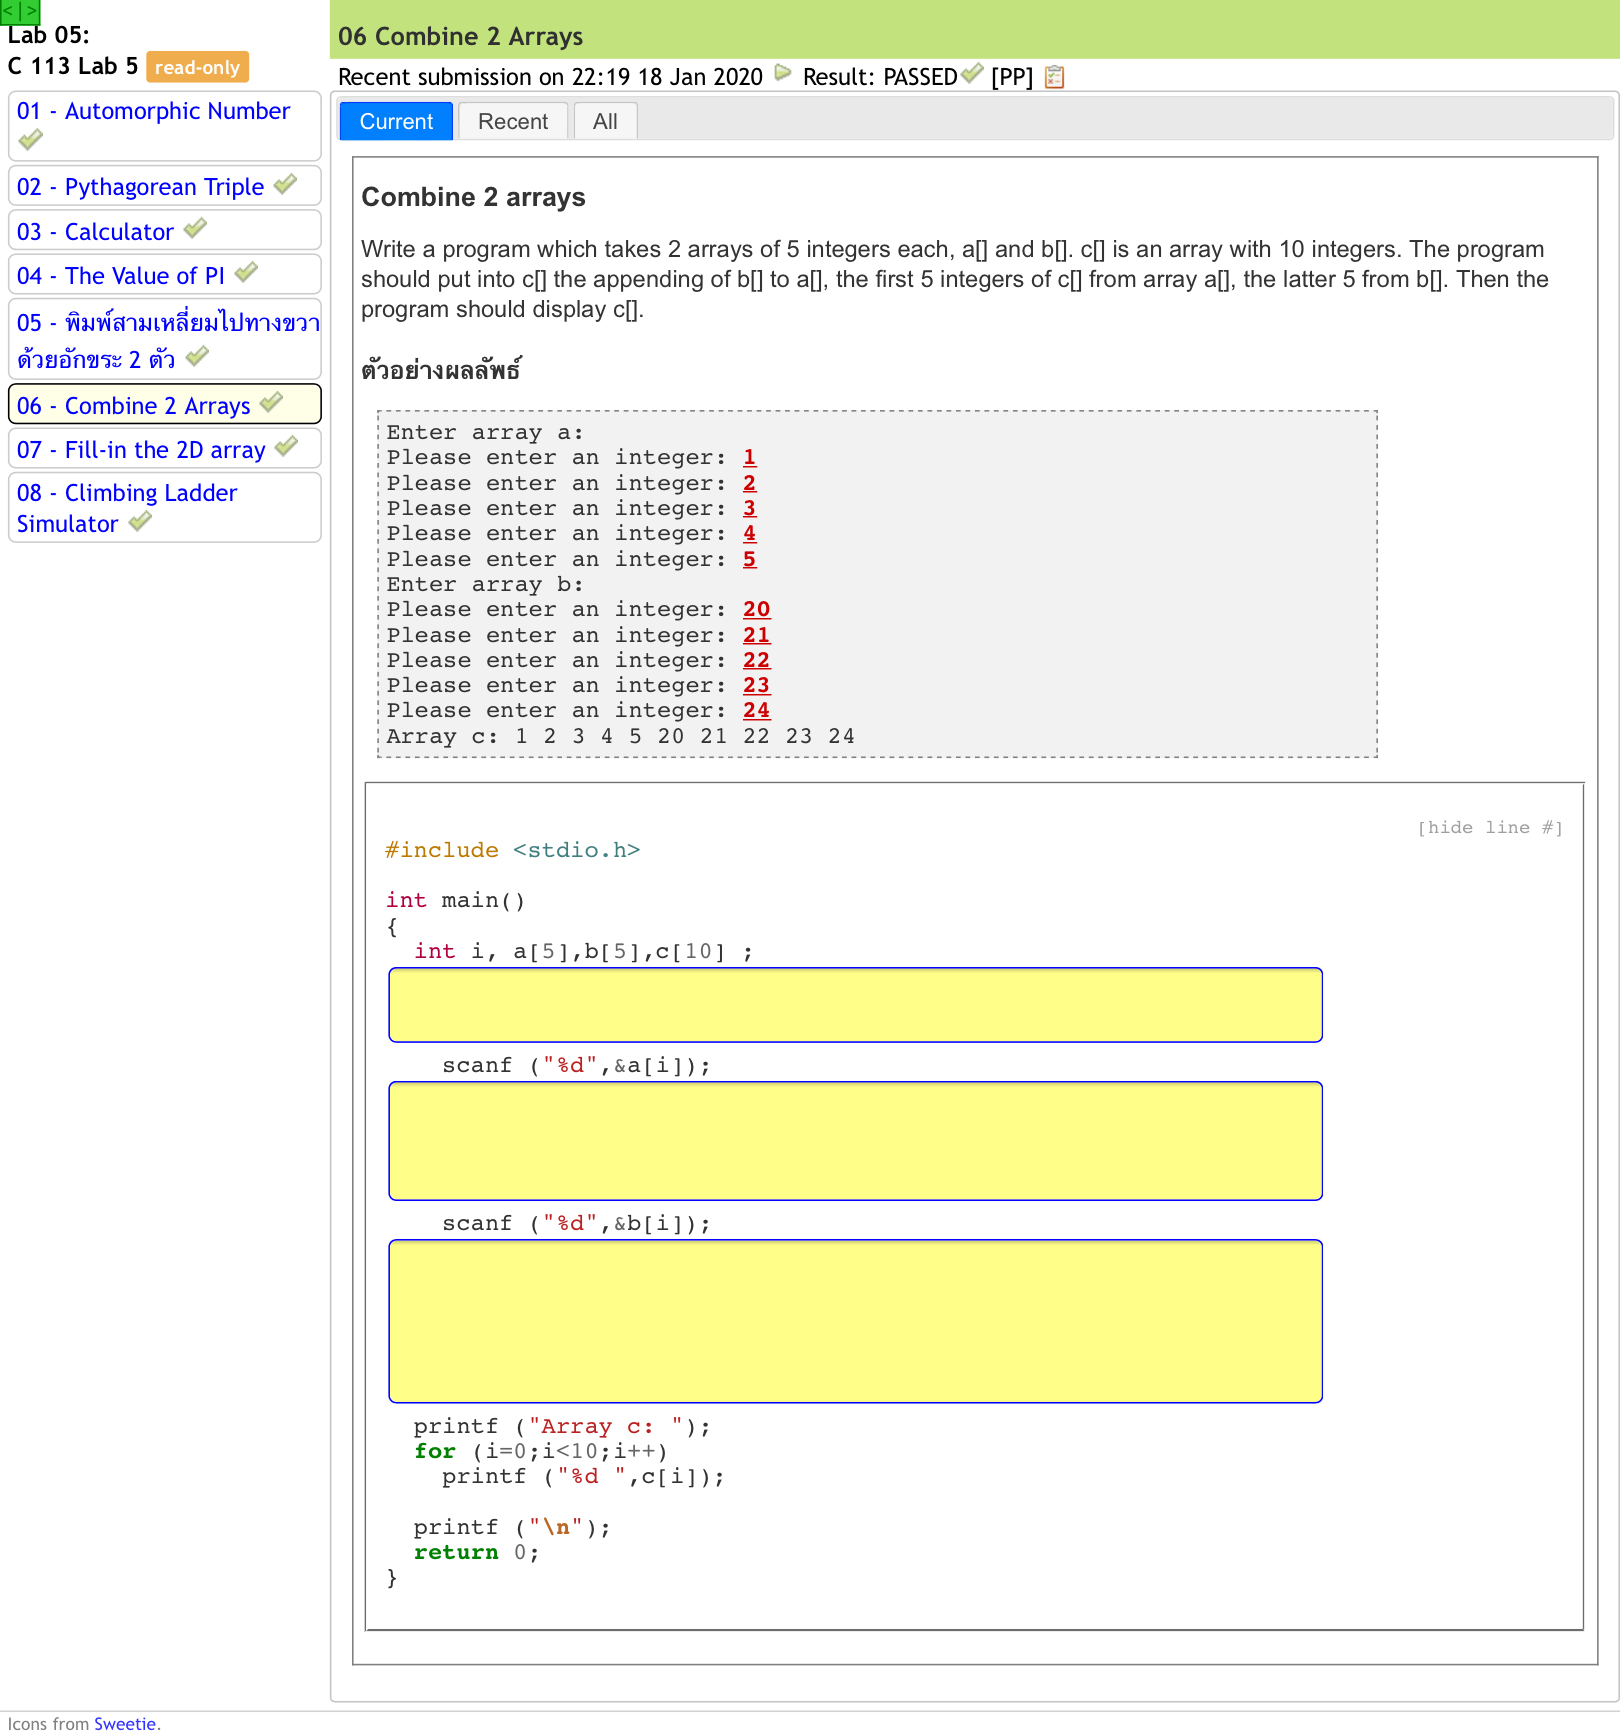 <|>
Lab 05:
C 113 Lab 5 read-only
01 - Automorphic Number
02 - Pythagorean Triple
03 - Calculator
04 - The Value of PI
05 - พิมพ์สามเหลี่ยมไปทางขวา
ด้วยอักขระ 2 ตัว
06 - Combine 2 Arrays
07 - Fill-in the 2D array
08 - Climbing Ladder
Simulator
06 Combine 2 Arrays
Recent submission on 22:19 18 Jan 2020 Result: PASSED [PP]
Current Recent All
Combine 2 arrays
Write a program which takes 2 arrays of 5 integers each, a[] and b[]. c[] is an array with 10 integers. The program
should put into c[] the appending of b[] to a[], the first 5 integers of c[] from array a[], the latter 5 from b[]. Then the
program should display c[].
ตัวอย่างผลลัพธ์
Enter array a:
Please enter an integer: 1
Please enter an integer: 2
Please enter an integer: 3
Please enter an integer: 4
Please enter an integer: 5
Enter array b:
Please enter an integer: 20
Please enter an integer: 21
Please enter an integer: 22
Please enter an integer: 23
Please enter an integer: 24
Array c: 1 2 3 4 5 20 21 22 23 24
[hide line #]
#include <stdio.h>
int main()
{
int i, a[5],b[5],c[10] ;
scanf ("%d",&a[i]);
scanf ("%d",&b[i]);
printf ("Array c: ");
for (i=0;i<10;i++)
printf ("%d ",c[i]);
printf ("\n");
return 0;
}
Icons from Sweetie.